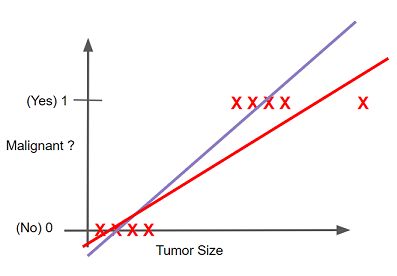 (Yes) 1
X X X X X
Malignant ?
(No) 0
X X X X
Tumor Size